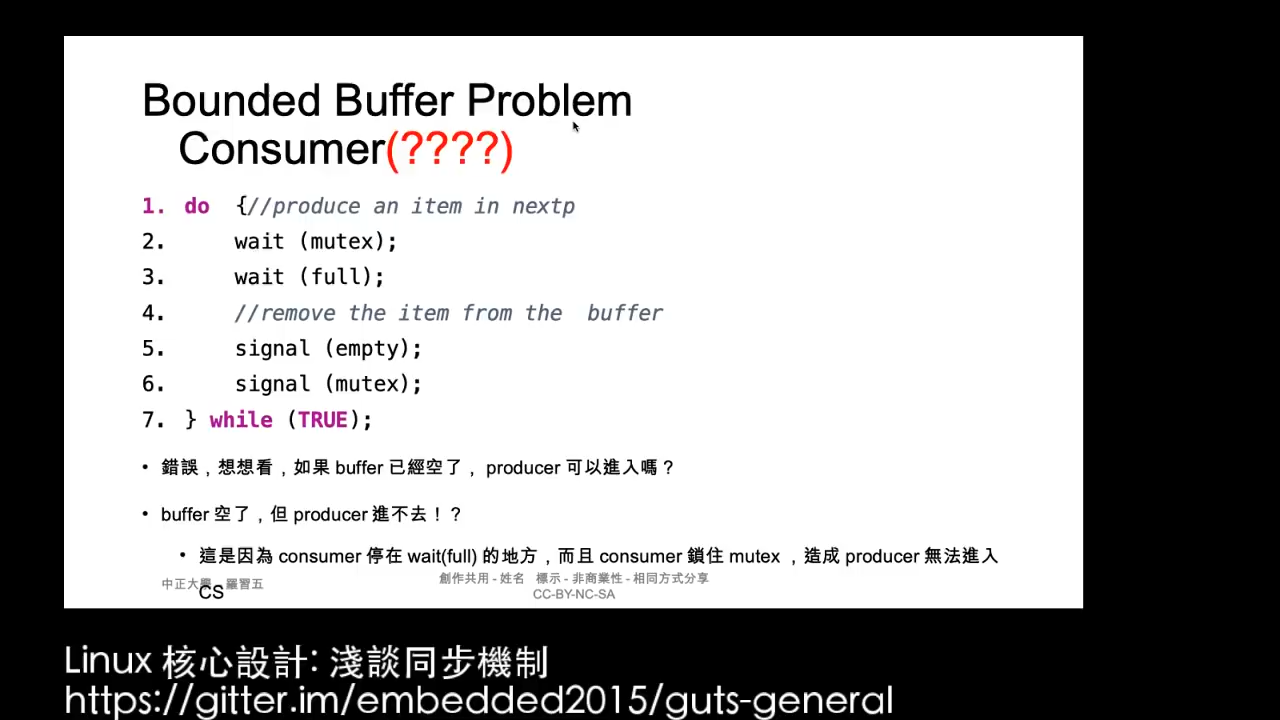 Bounded Buffer Problem
Consumer(????)
1. do {//produce an item in nextp
2. wait (mutex);
3. wait (full);
4. //remove the item from the buffer
5. signal (empty);
6. signal (mutex);
7. } while (TRUE);
• 錯誤，想想看，如果 buffer 已經空了， producer 可以進入嗎？
• buffer 空了，但 producer 進不去！？
• 這是因為 consumer 停在 wait(full) 的地方，而且 consumer 鎖住 mutex ，造成 producer 無法進入
CS
中正大學 - 羅習五
創作共用 - 姓名 標示 - 非商業性 - 相同方式分享
CC-BY-NC-SA
Linux 核心設計: 淺談同步機制
https://gitter.im/embedded2015/guts-general